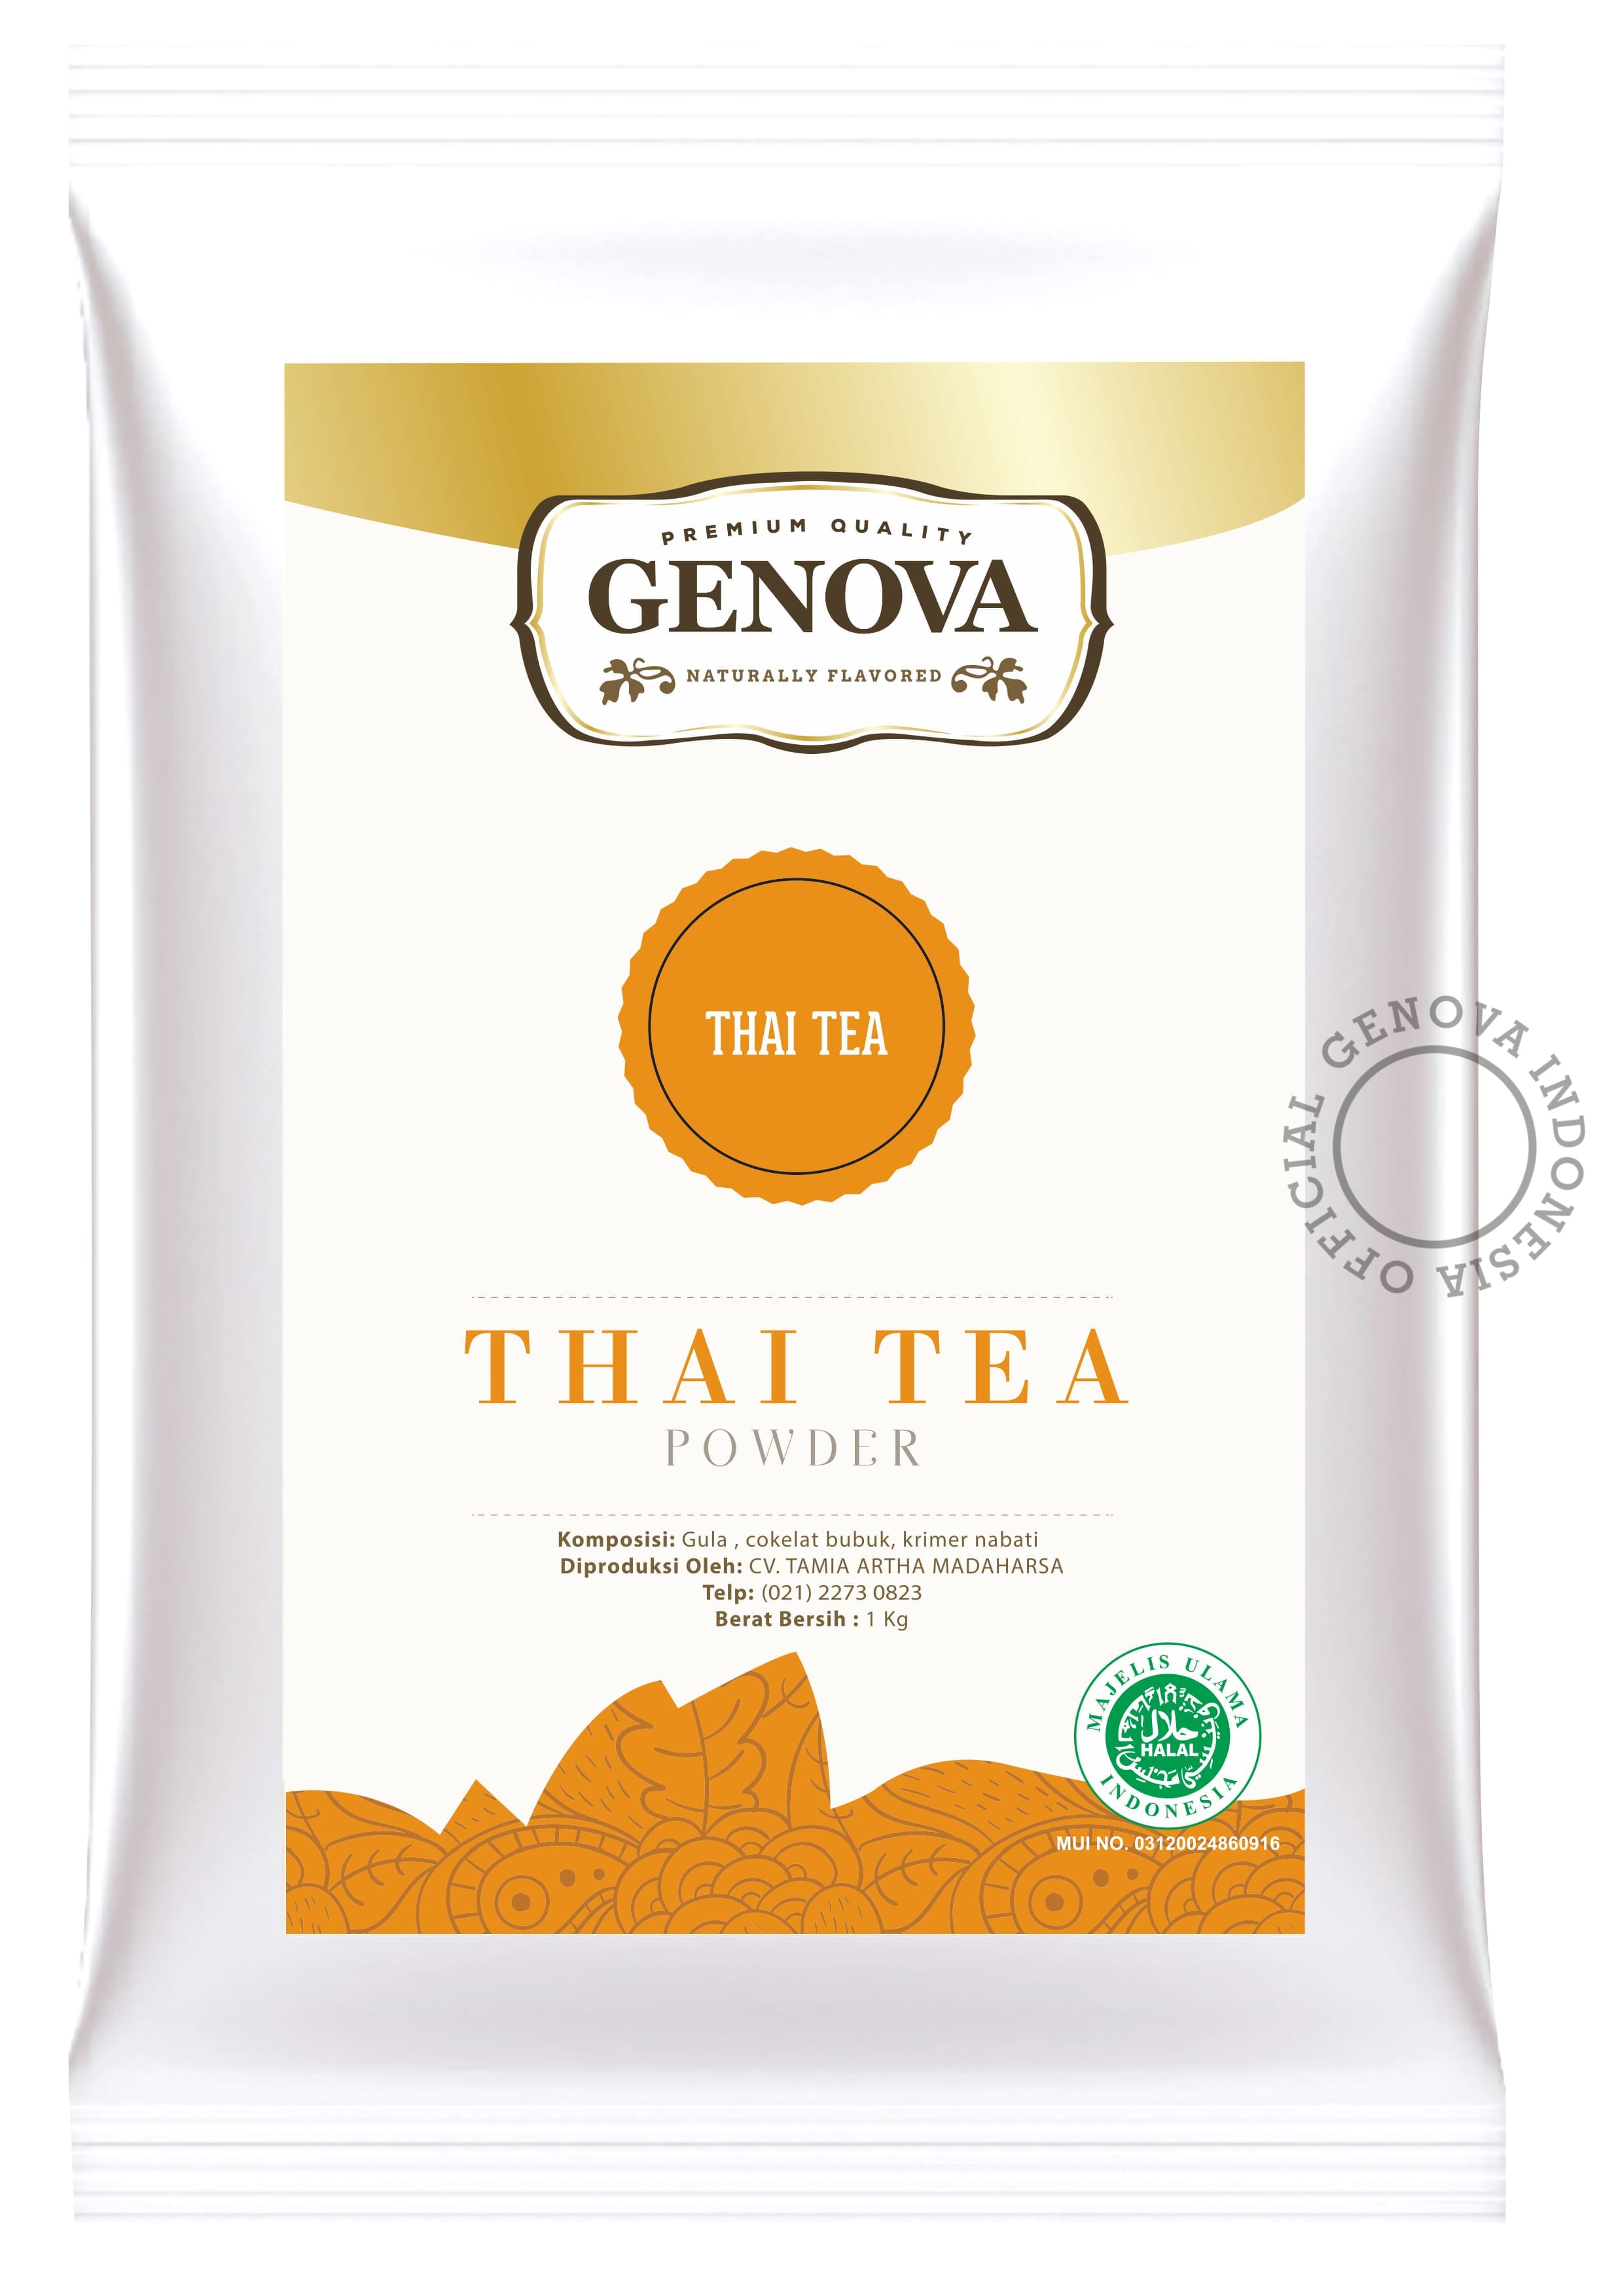 PREMIUM QUALITY
GENOVA
NATURALLY FLAVORED
THAI TEA
OFFICIAL GENOVA INDONESIA
THAI TEA
POWDER
Komposisi: Gula , cokelat bubuk, krimer nabati
Diproduksi Oleh: CV. TAMIA ARTHA MADAHARSA
Telp: (021) 2273 0823
Berat Bersih : 1 Kg
MAJELIS ULAMA
حلال
HALAL
INDONESIA
MUI NO. 03120024860916